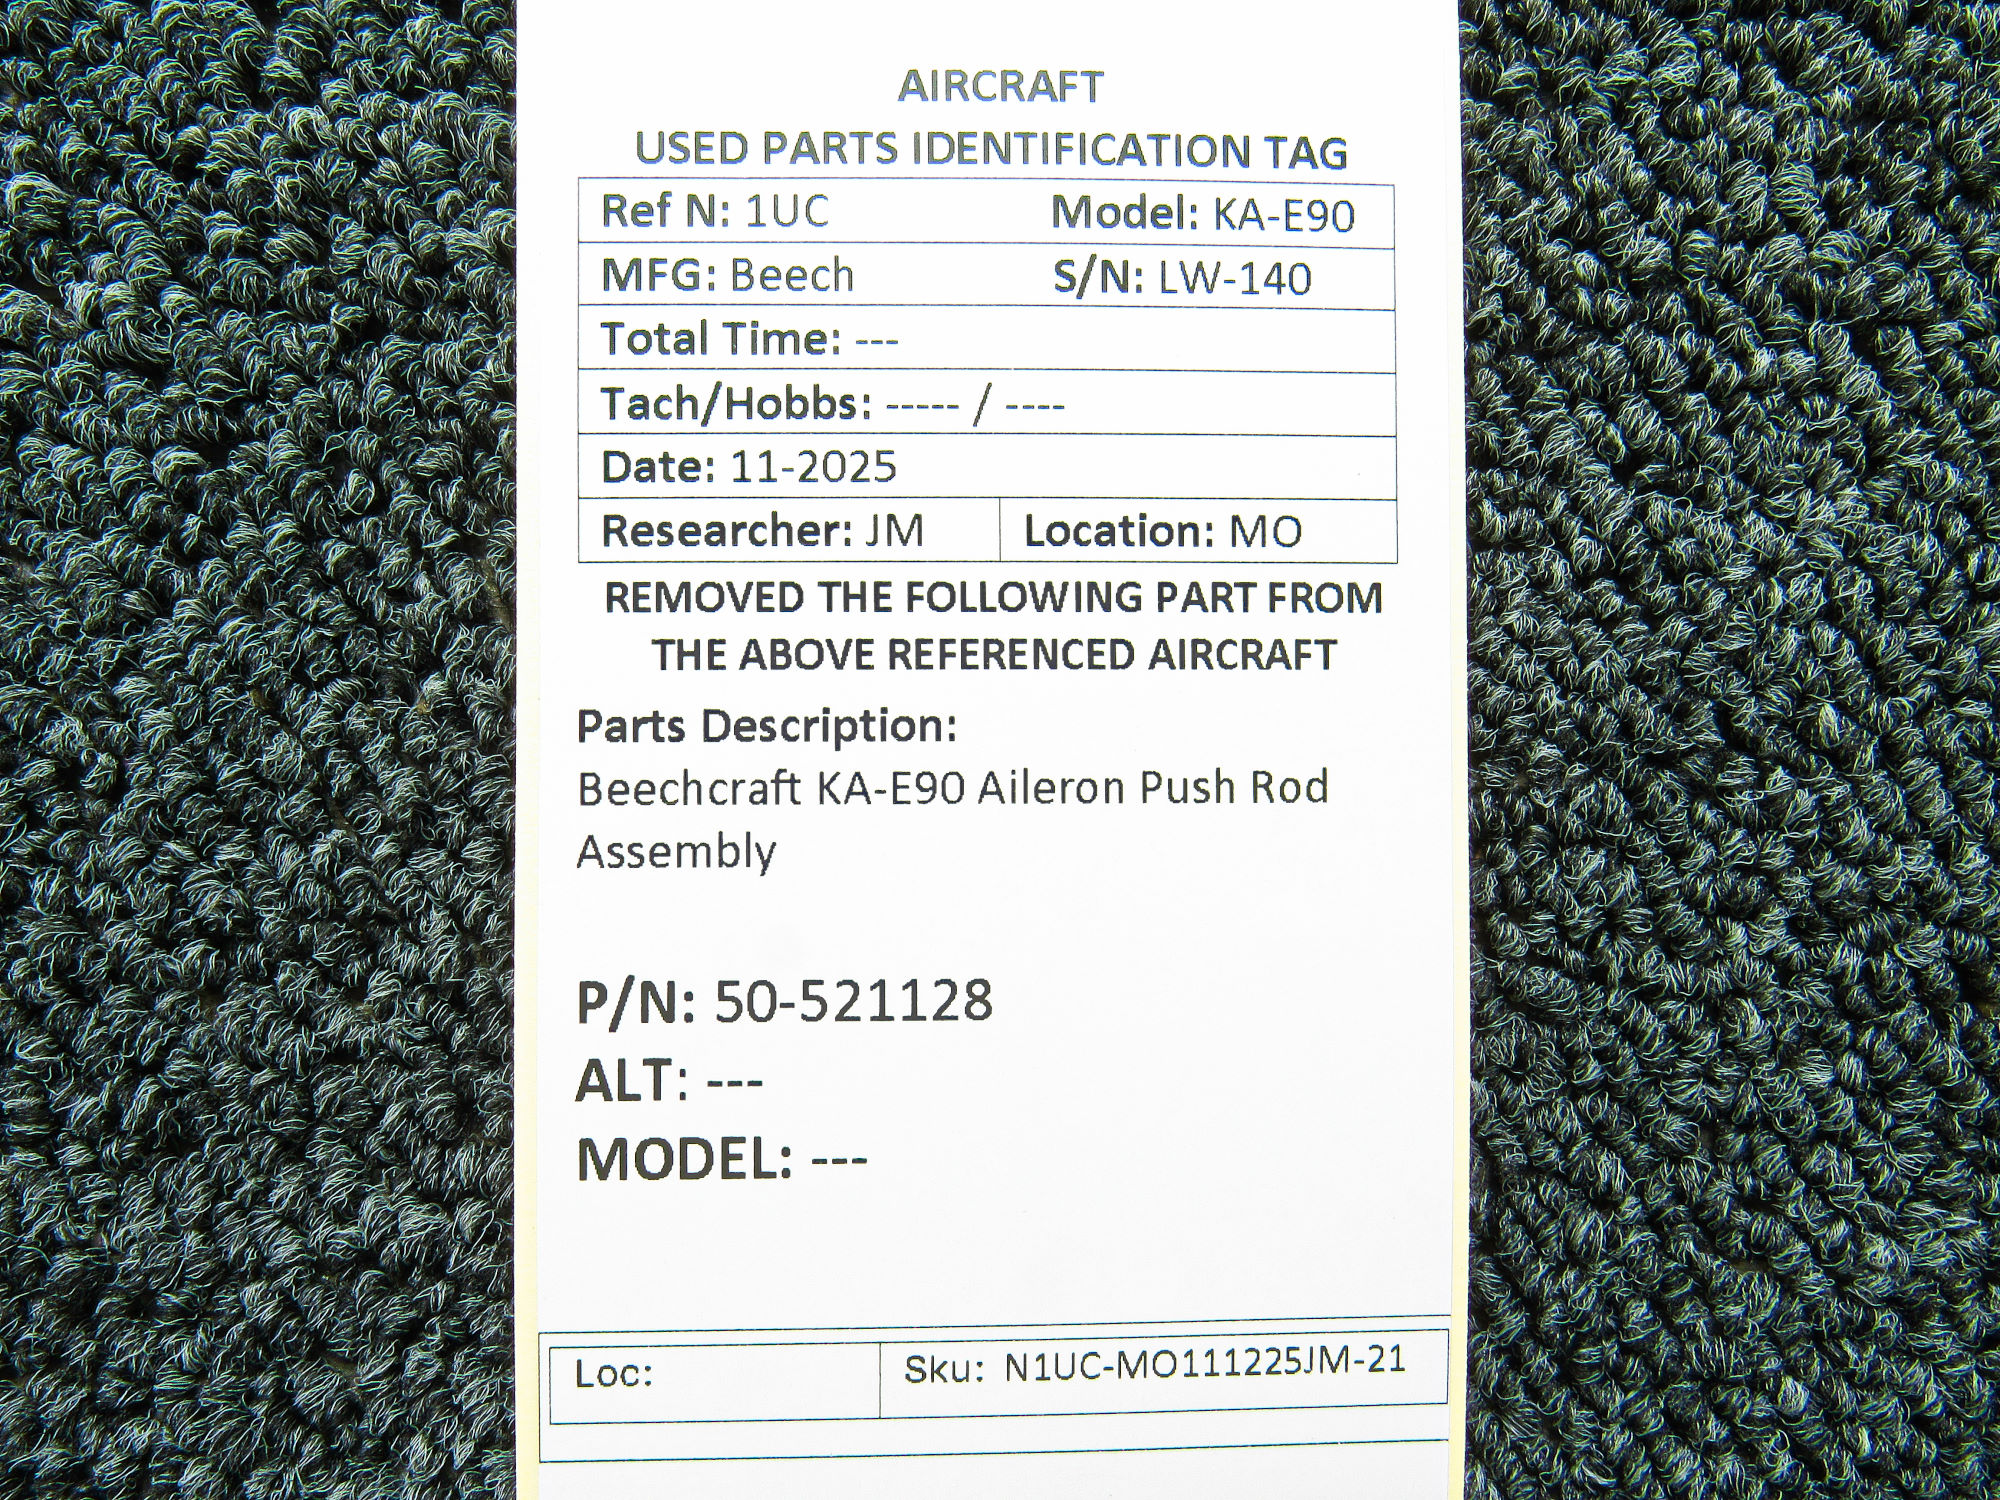 AIRCRAFT
USED PARTS IDENTIFICATION TAG
Ref N: 1UC Model: KA-E90
MFG: Beech S/N: LW-140
Total Time: ---
Tach/Hobbs: ----- / ----
Date: 11-2025
Researcher: JM Location: MO
REMOVED THE FOLLOWING PART FROM
THE ABOVE REFERENCED AIRCRAFT
Parts Description:
Beechcraft KA-E90 Aileron Push Rod
Assembly
P/N: 50-521128
ALT: ---
MODEL: ---
Loc: Sku: N1UC-MO111225JM-21